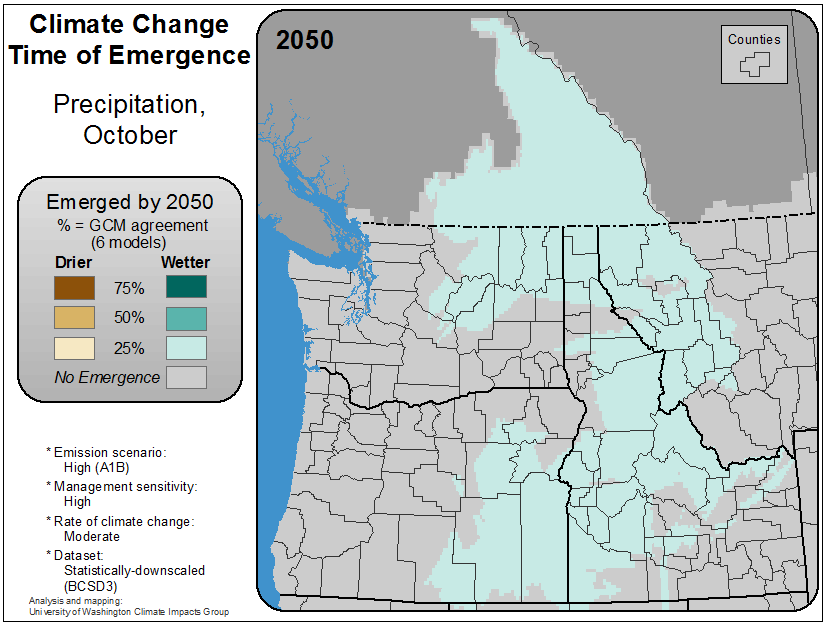 Climate Change
Time of Emergence
Precipitation,
October
Emerged by 2050
% = GCM agreement
(6 models)
Drier Wetter
75%
50%
25%
No Emergence
* Emission scenario:
High (A1B)
* Management sensitivity:
High
* Rate of climate change:
Moderate
* Dataset:
Statistically-downscaled
(BCSD3)
Analysis and mapping:
University of Washington Climate Impacts Group
2050
Counties